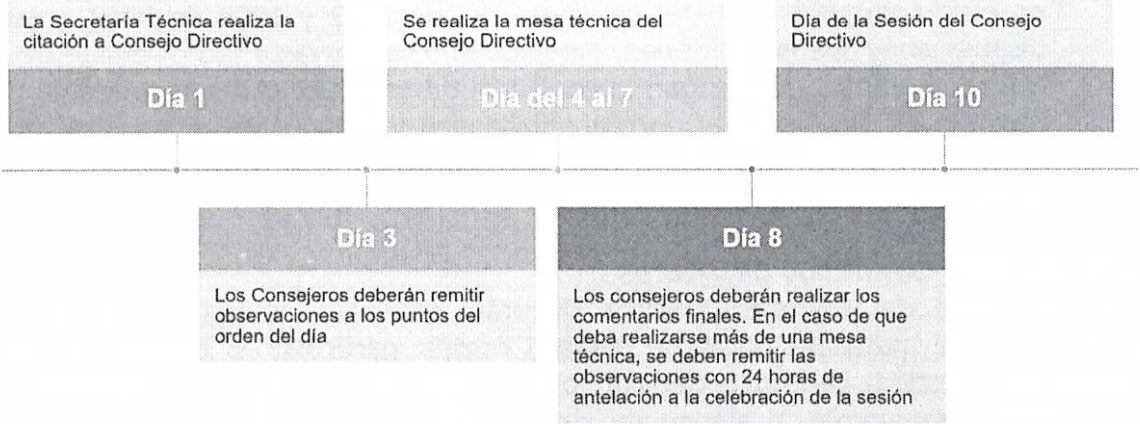 La Secretaría Técnica realiza la
citación a Consejo Directivo
Día 1
Se realiza la mesa técnica del
Consejo Directivo
Día del 4 al 7
Día de la Sesión del Consejo
Directivo
Día 10
Día 3
Los Consejeros deberán remitir
observaciones a los puntos del
orden del día
Día 8
Los consejeros deberán realizar los
comentarios finales. En el caso de que
deba realizarse más de una mesa
técnica, se deben remitir las
observaciones con 24 horas de
antelación a la celebración de la sesión